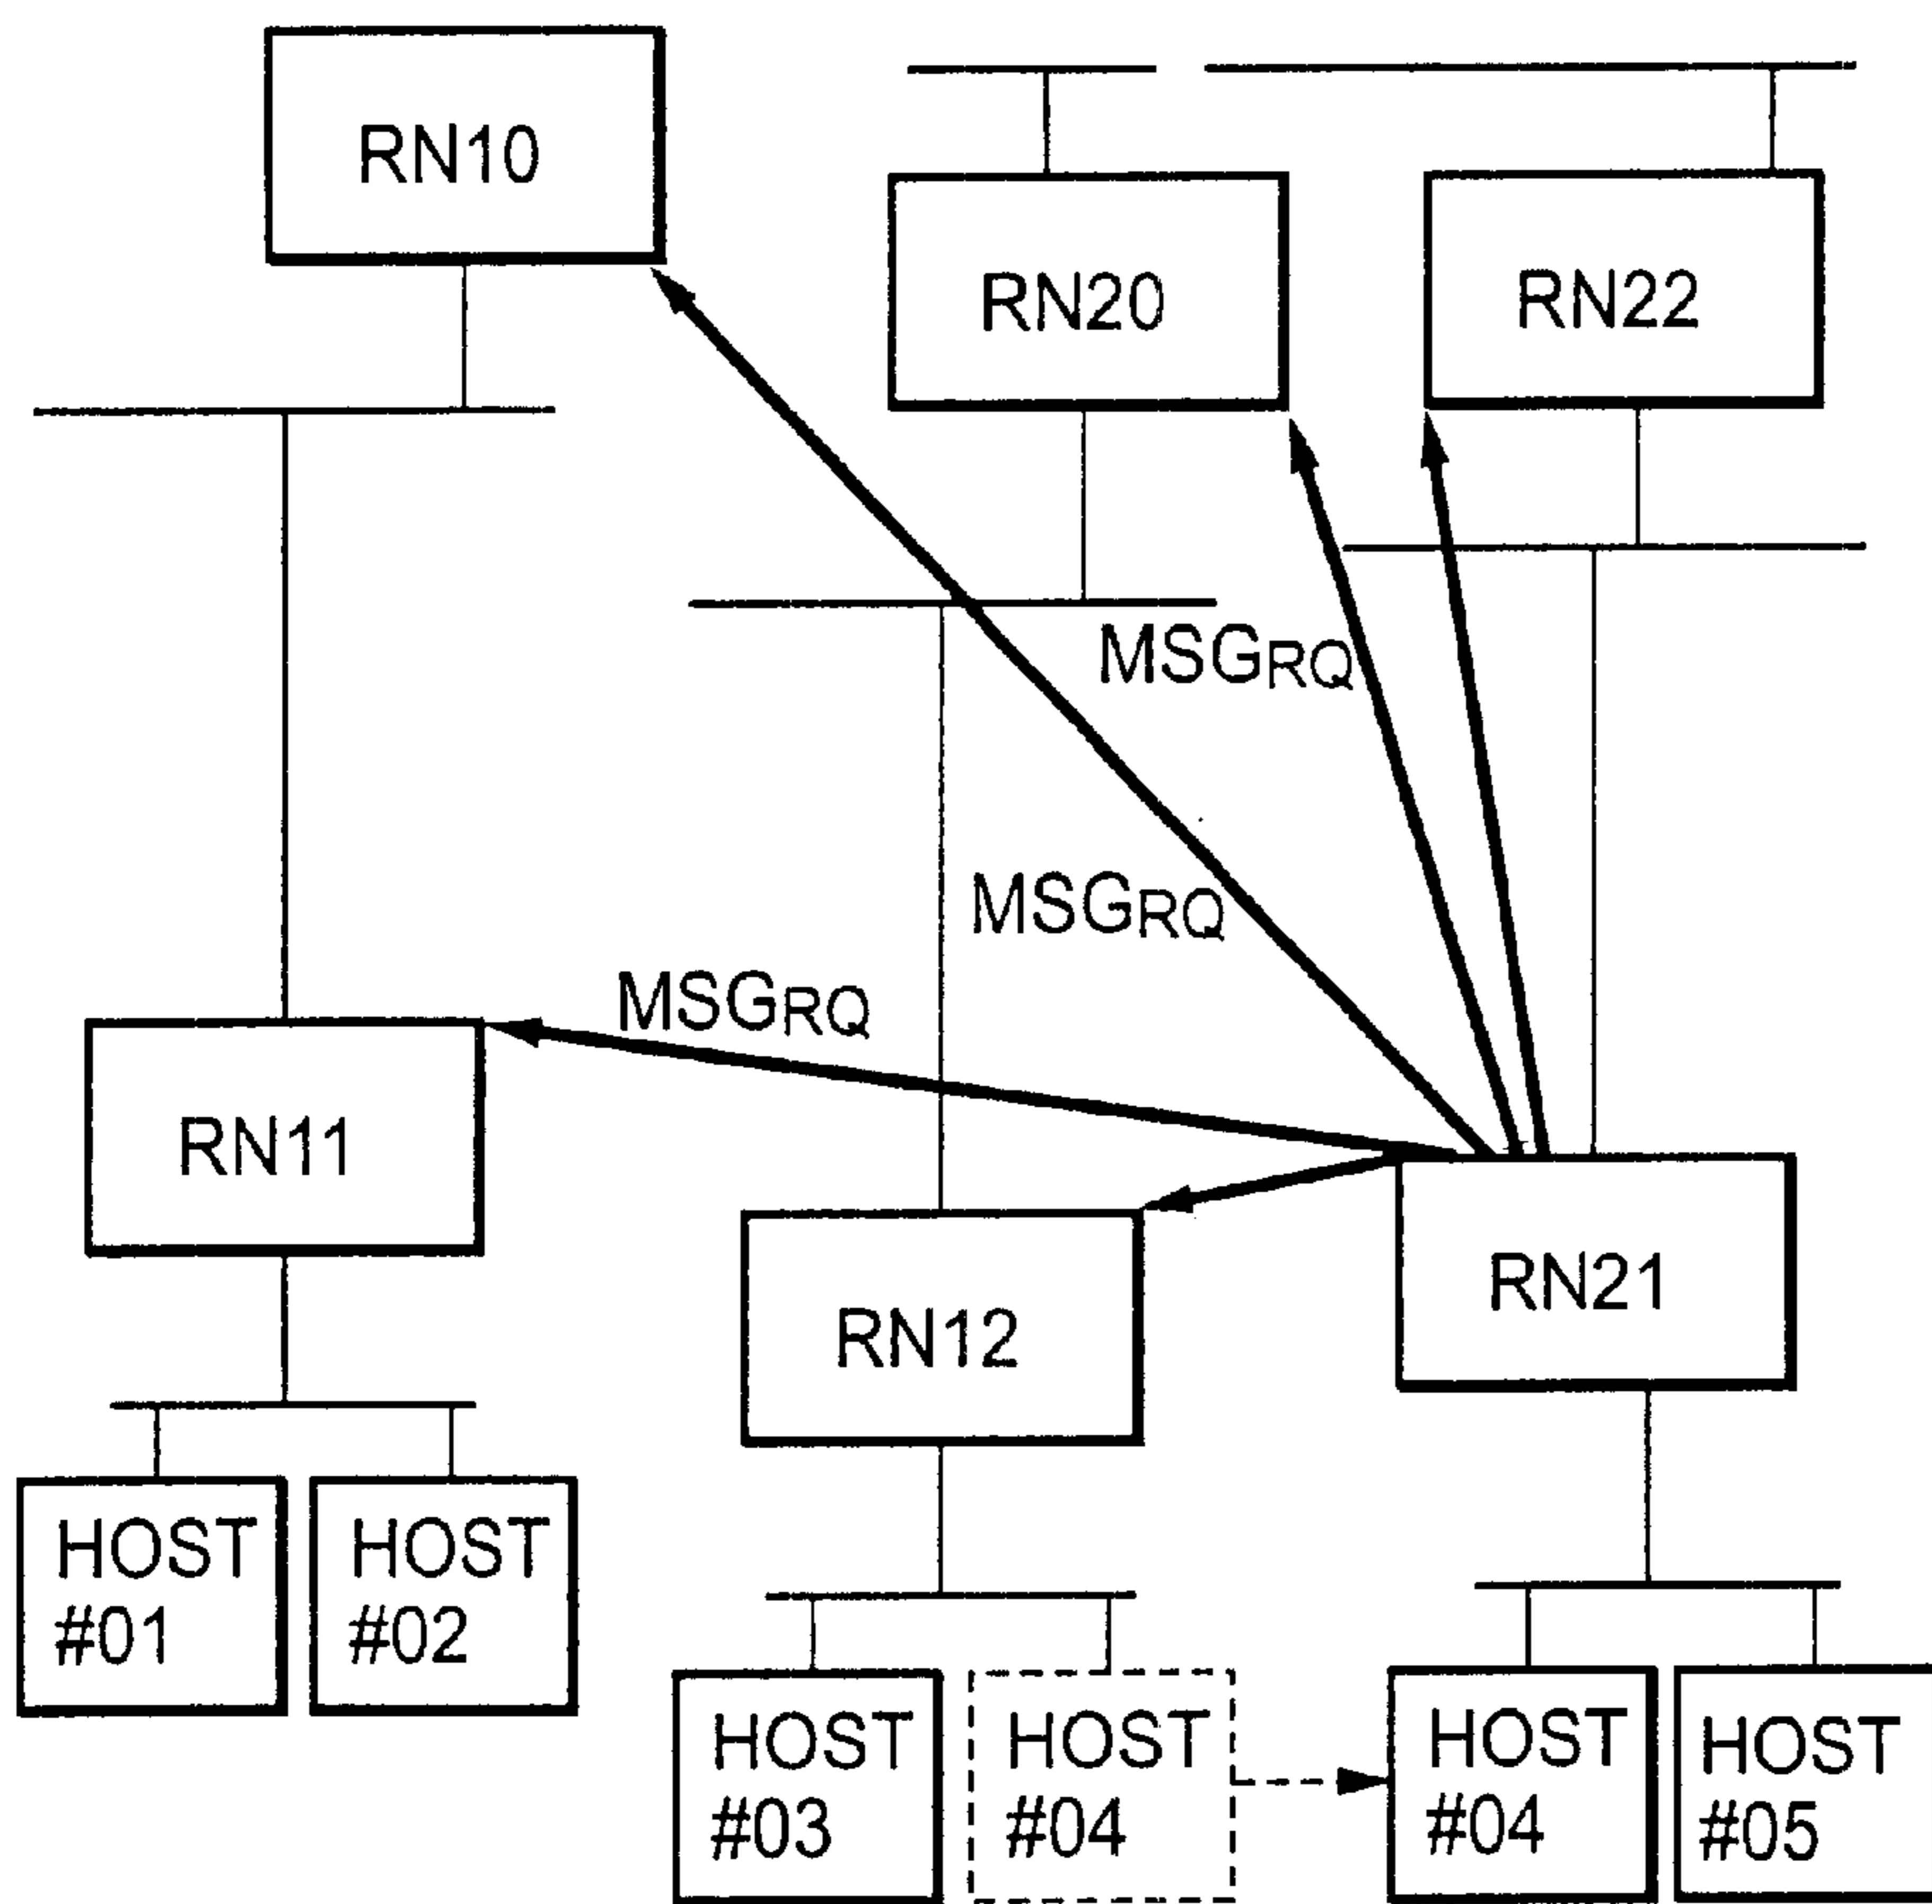 RN10
RN20
RN22
MSGRQ
MSGRQ
MSGRQ
RN11
RN12
RN21
HOST
#01
HOST
#02
HOST
#03
HOST
#04
HOST
#04
HOST
#05